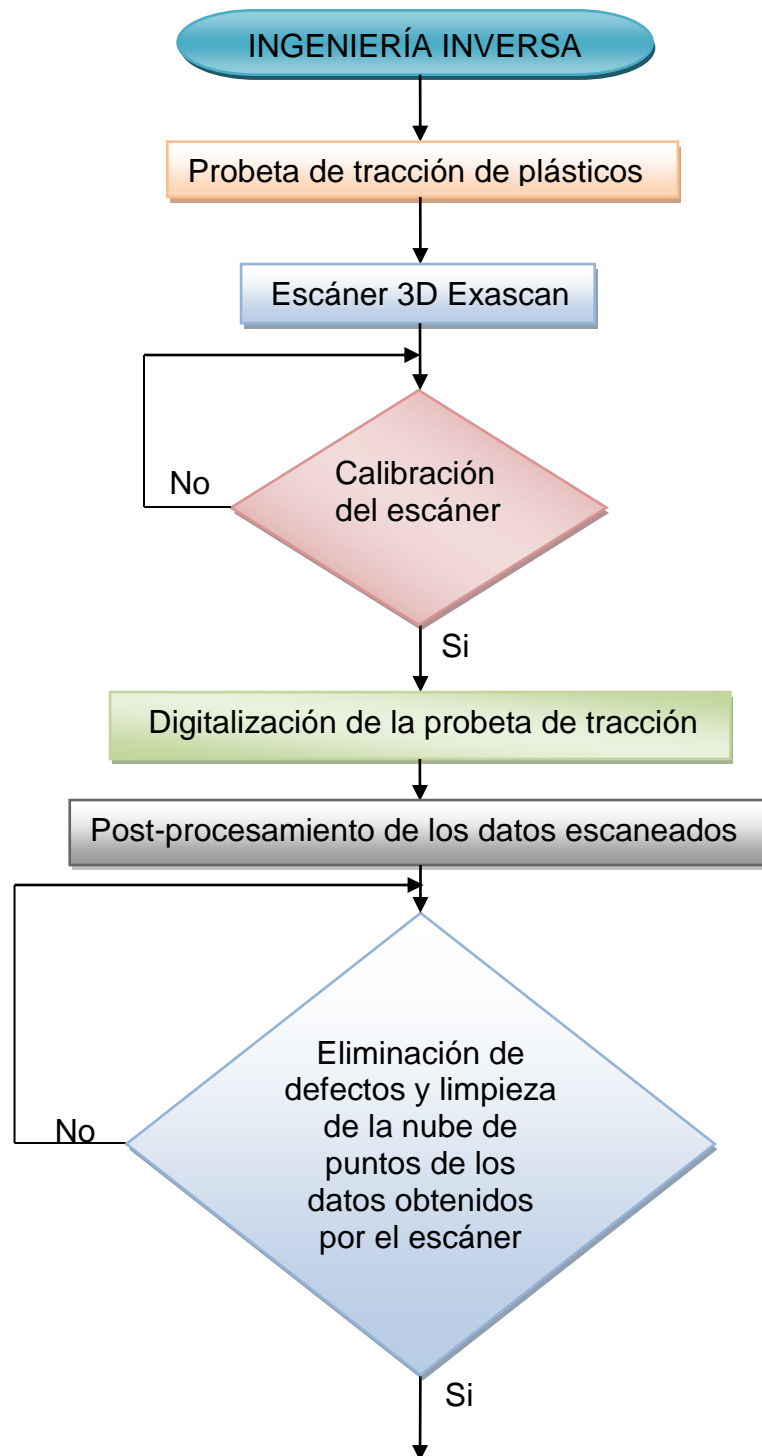 INGENIERÍA INVERSA
Probeta de tracción de plásticos
Escáner 3D Exascan
Calibración
del escáner
No
Si
Digitalización de la probeta de tracción
Post-procesamiento de los datos escaneados
Eliminación de
defectos y limpieza
de la nube de
puntos de los
datos obtenidos
por el escáner
No
Si